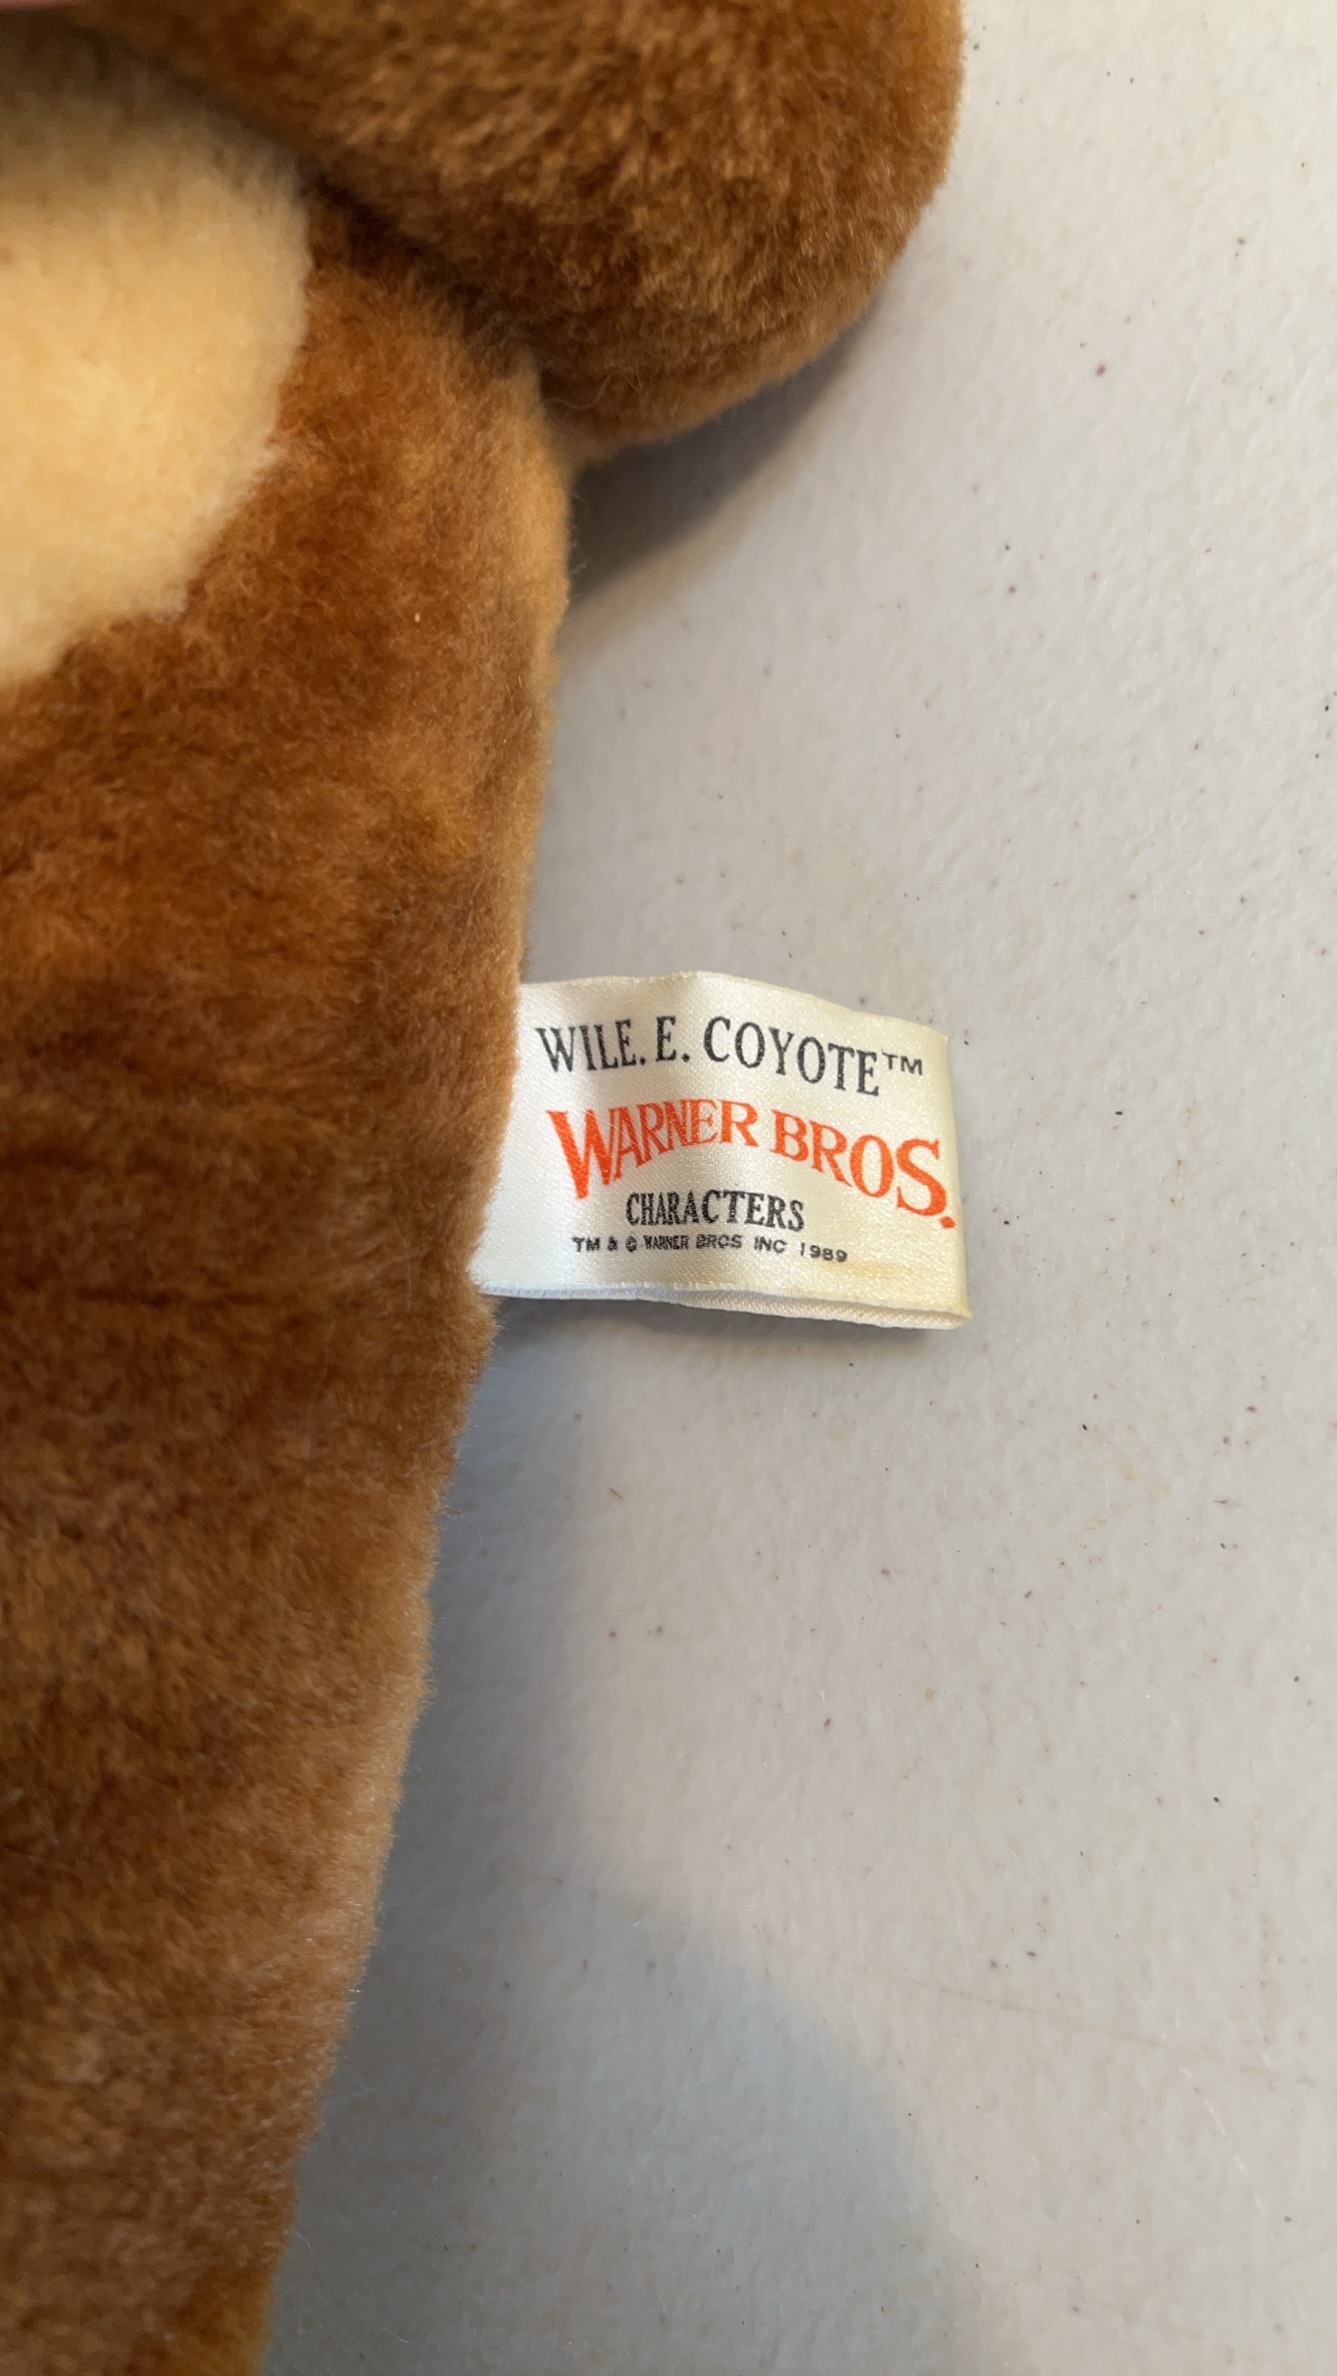 WILE. E. COYOTE™
WARNER BROS.
CHARACTERS
TM & © WARNER BROS INC 1989